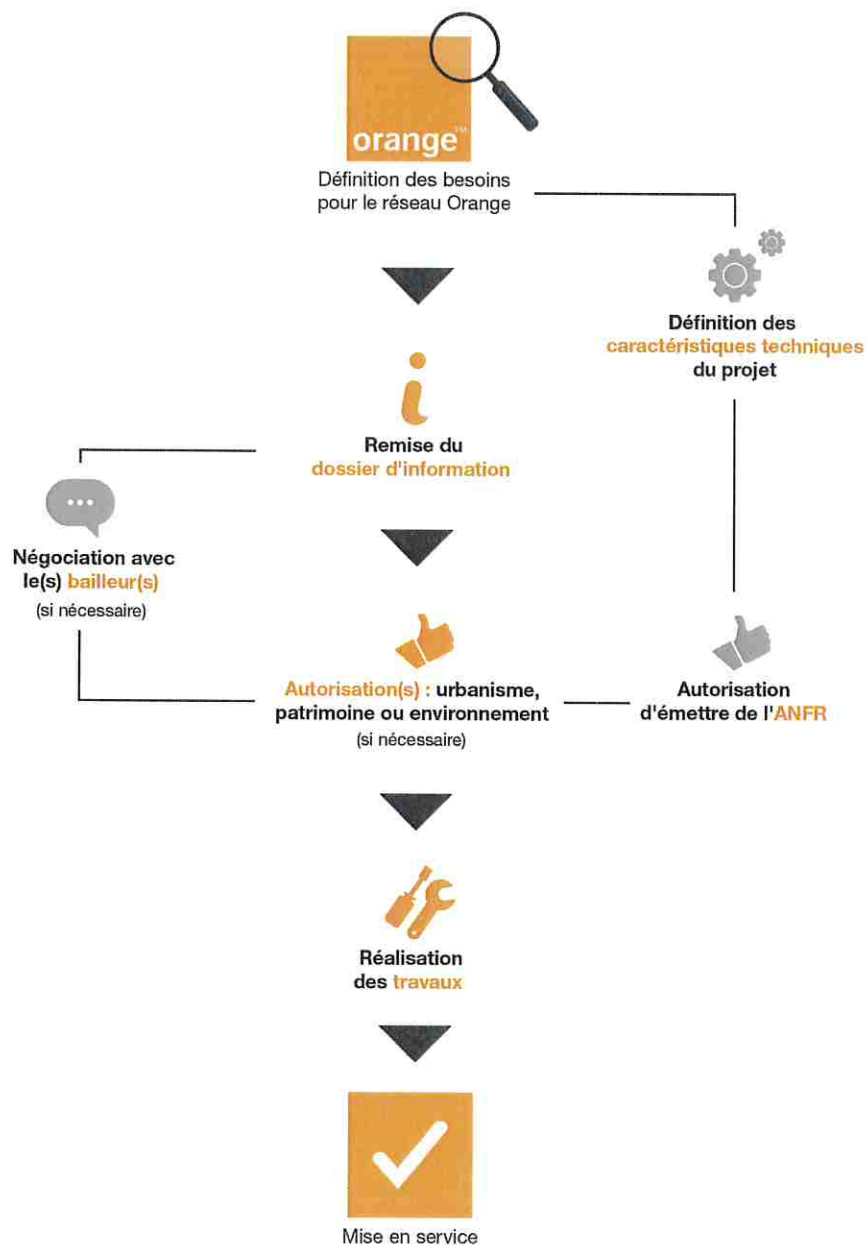 orange™
Définition des besoins
pour le réseau Orange
Définition des
caractéristiques techniques
du projet
Remise du
dossier d'information
Négociation avec
le(s) bailleur(s)
(si nécessaire)
Autorisation(s) : urbanisme,
patrimoine ou environnement
(si nécessaire)
Autorisation
d'émettre de l'ANFR
Réalisation
des travaux
Mise en service